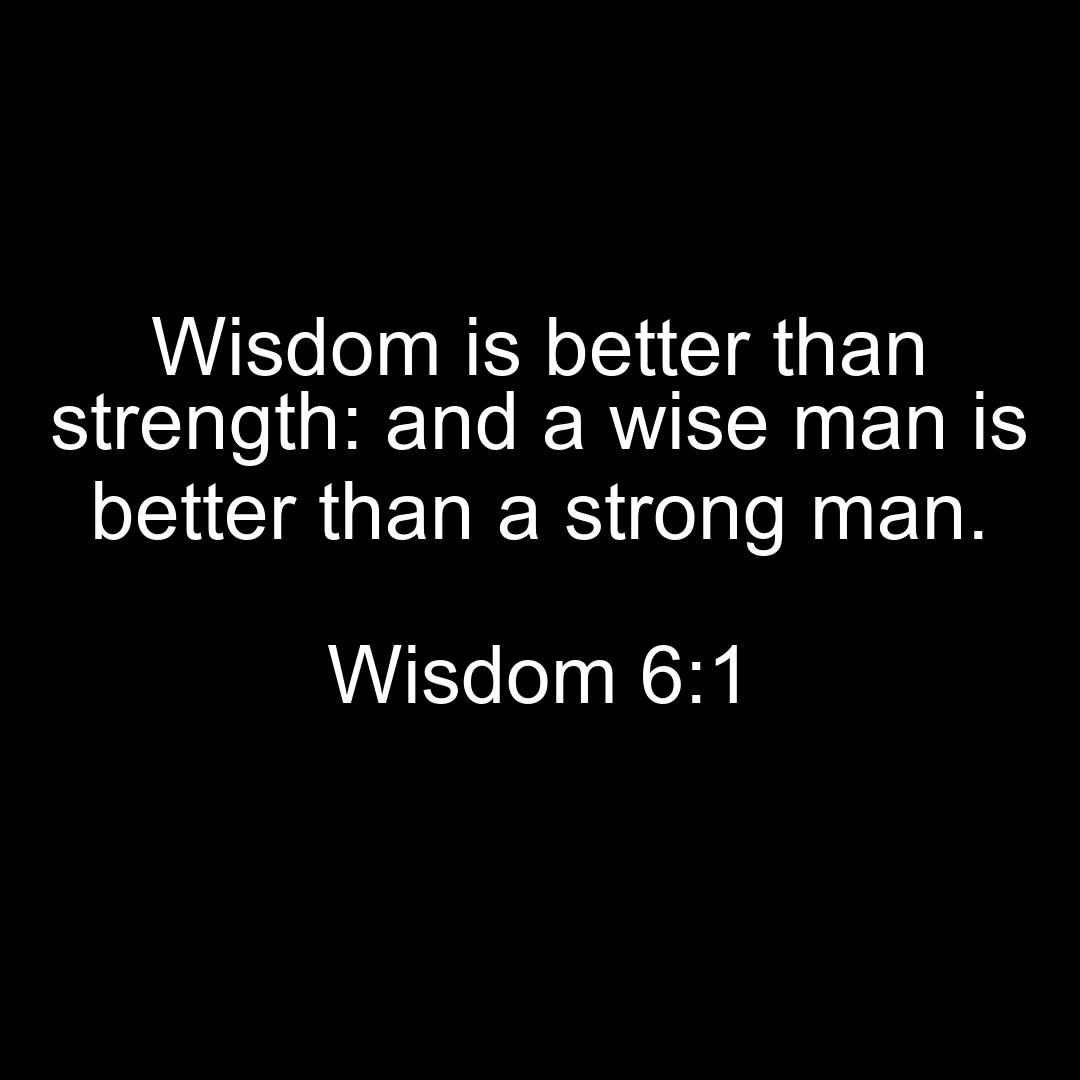 Wisdom is better than
strength: and a wise man is
better than a strong man.
Wisdom 6:1